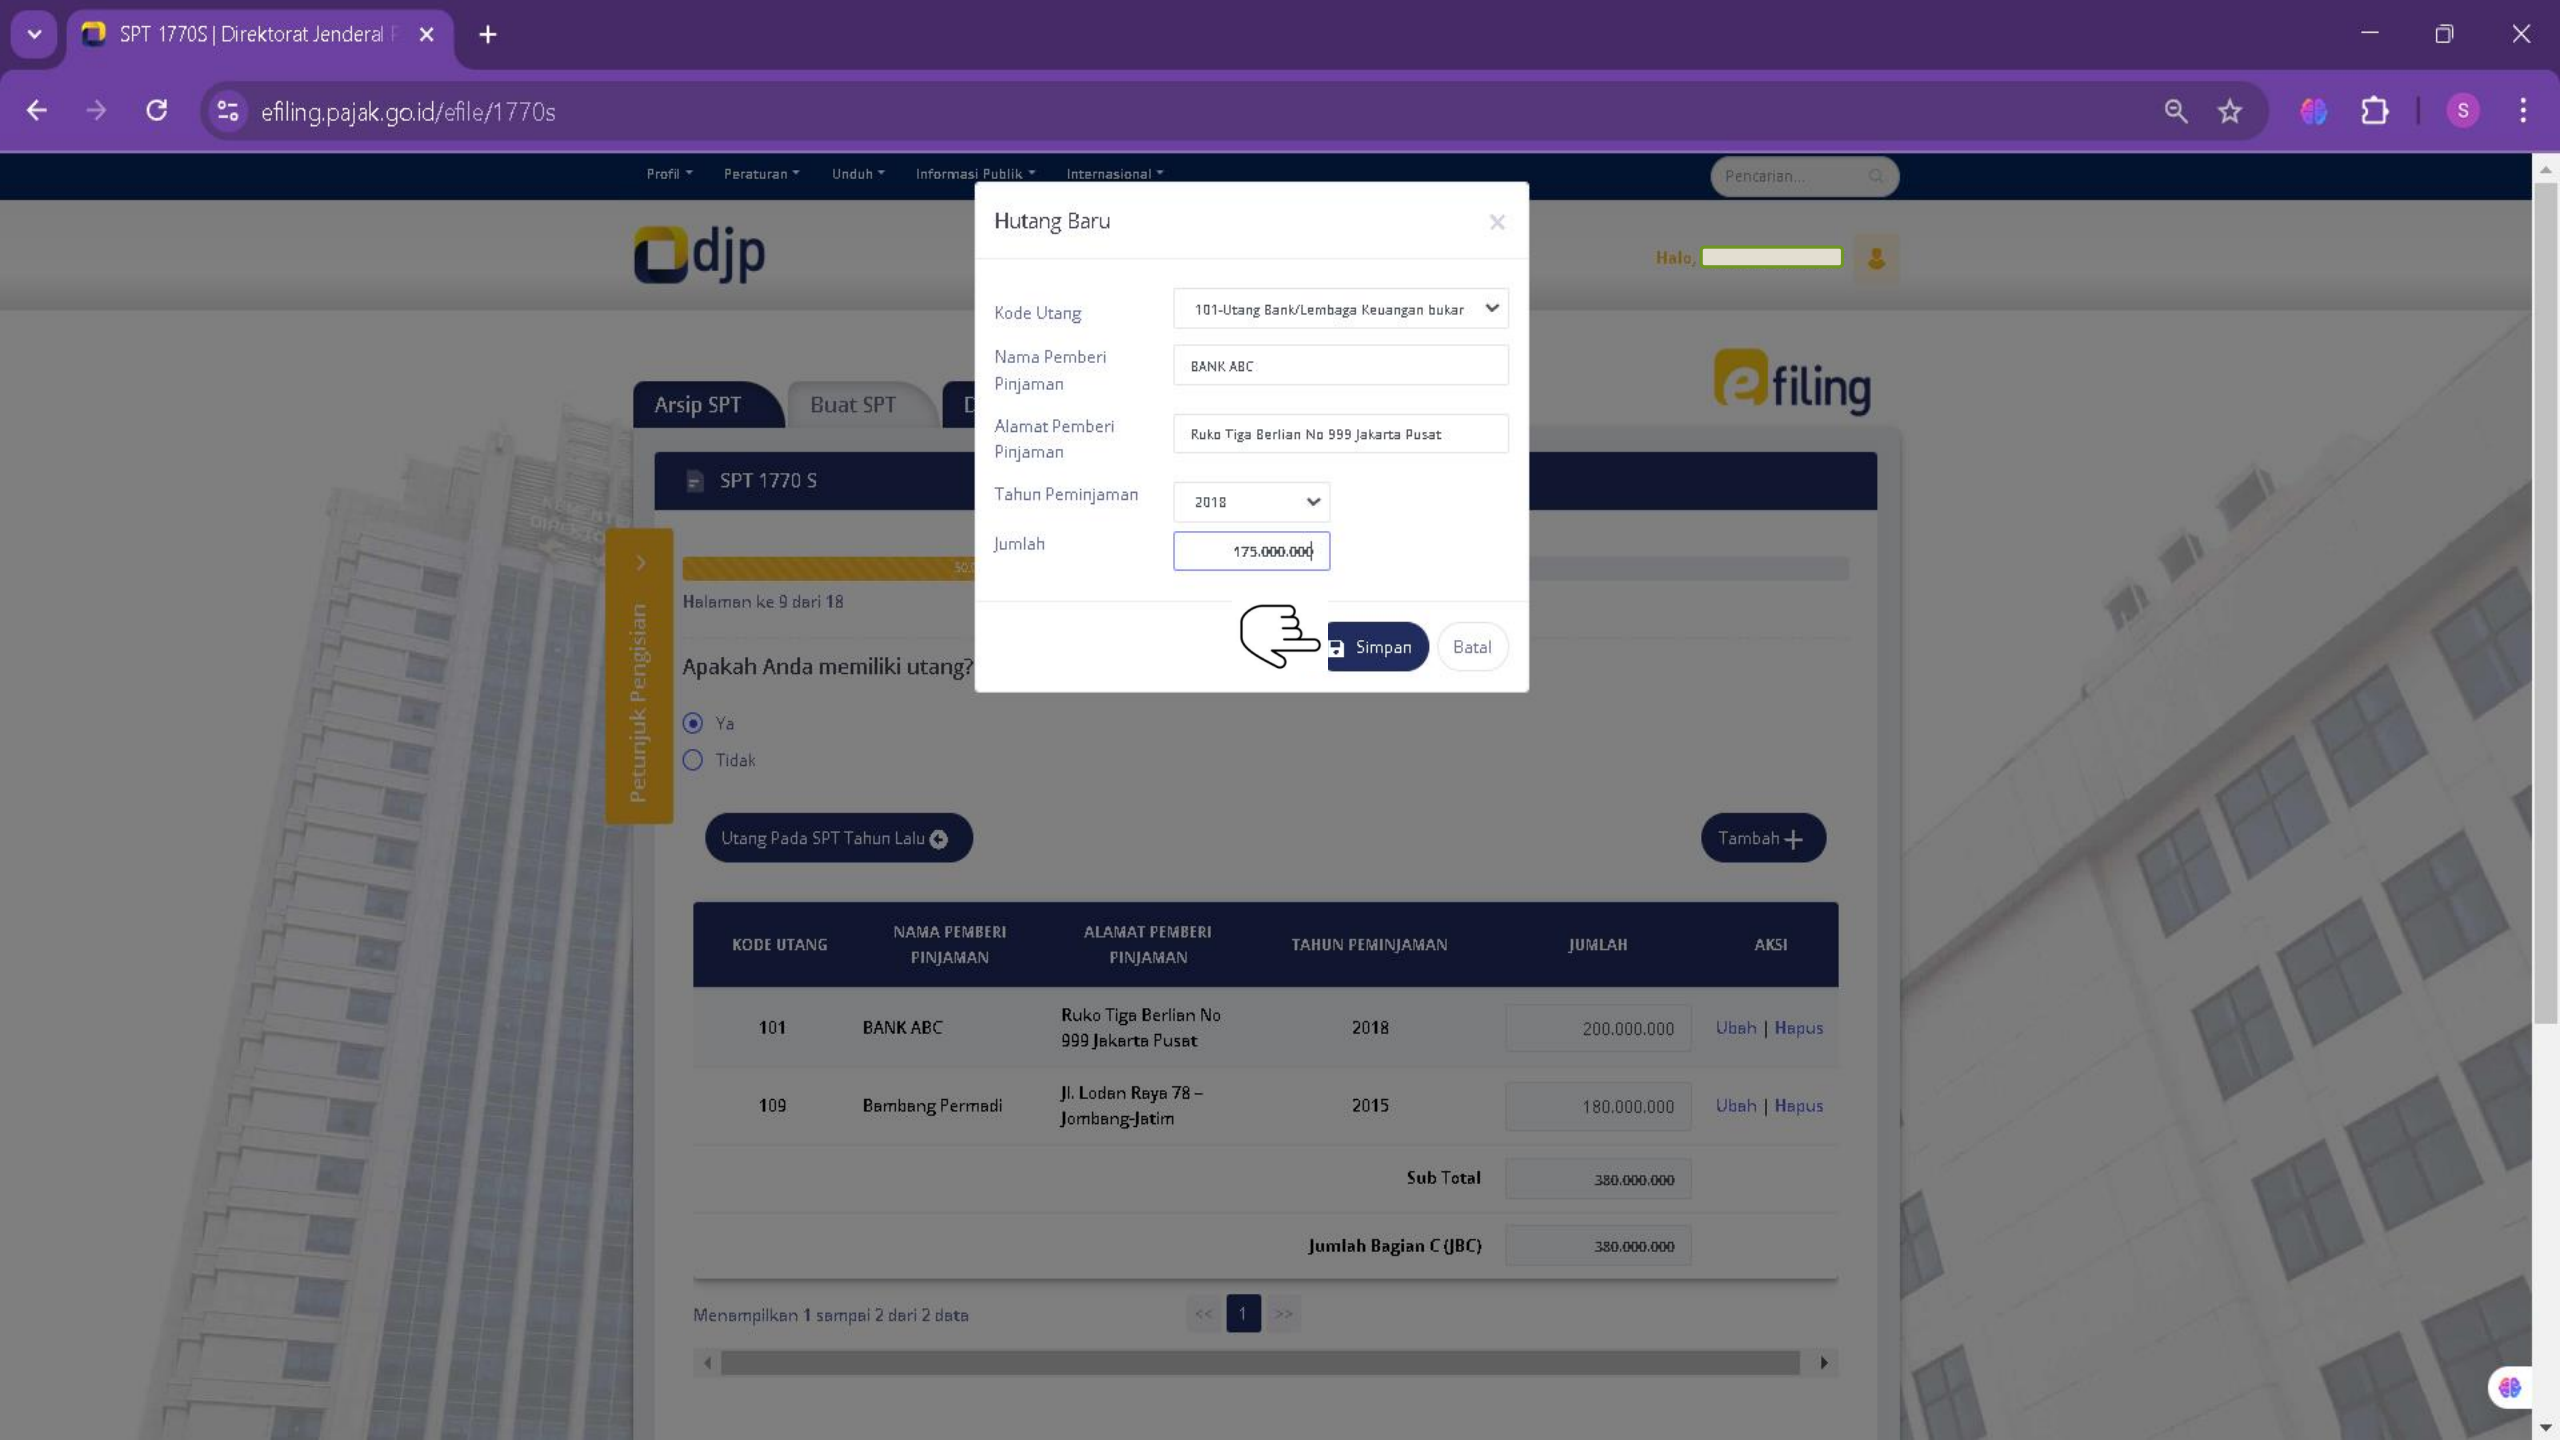 SPT 1770S | Direktorat Jenderal P
efiling.pajak.go.id/efile/1770s
S
Profil
Peraturan
Unduh
Informasi Publik
Internasional
Pencarian...
djp
Halo,
Hutang Baru
Kode Utang
101-Utang Bank/Lembaga Keuangan bukar
Nama Pemberi
Pinjaman
BANK ABC
Alamat Pemberi
Pinjaman
Ruko Tiga Berlian No 999 Jakarta Pusat
Tahun Peminjaman
2018
Jumlah
175.000.000
Simpan
Batal
Arsip SPT
Buat SPT
D
efiling
SPT 1770 S
50.0
Halaman ke 9 dari 18
Petunjuk Pengisian
Apakah Anda memiliki utang?
Ya
Tidak
Utang Pada SPT Tahun Lalu
Tambah
KODE UTANG
NAMA PEMBERI
PINJAMAN
ALAMAT PEMBERI
PINJAMAN
TAHUN PEMINJAMAN
JUMLAH
AKSI
101
BANK ABC
Ruko Tiga Berlian No
999 Jakarta Pusat
2018
200.000.000
Ubah | Hapus
109
Bambang Permadi
Jl. Lodan Raya 78 –
Jombang-Jatim
2015
180.000.000
Ubah | Hapus
Sub Total
380.000.000
Jumlah Bagian C (JBC)
380.000.000
Menampilkan 1 sampai 2 dari 2 data
<<
1
>>